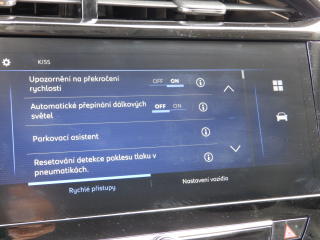 KISS
Upozornění na překročení
rychlosti
OFF ON
Automatické přepínání dálkových
světel
OFF ON
Parkovací asistent
Resetování detekce poklesu tlaku v
pneumatikách.
Rychlé přístupy
Nastavení vozidla